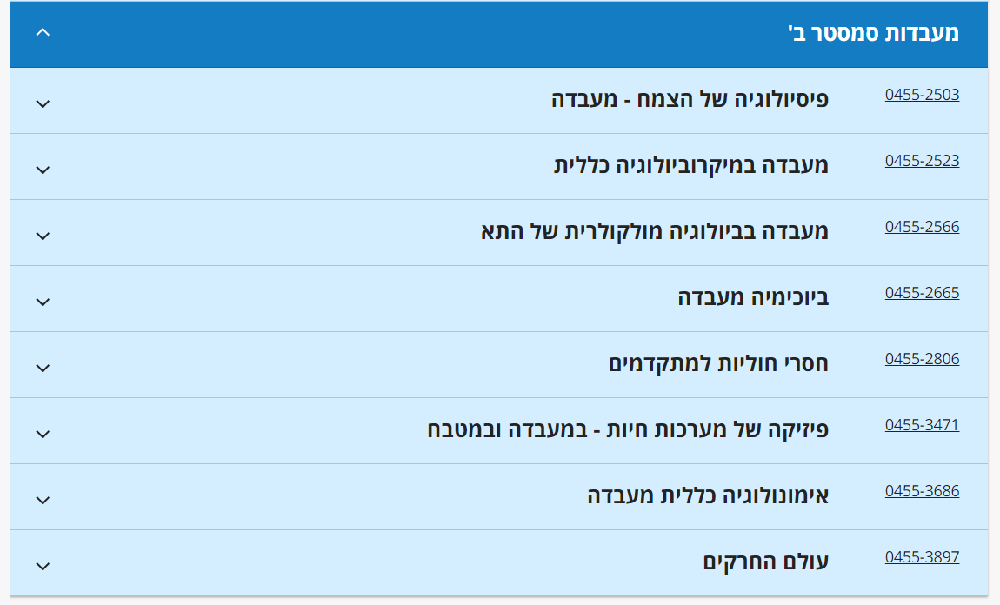 מעבדות סמסטר ב'
0455-2503 פיסיולוגיה של הצמח - מעבדה
0455-2523 מעבדה במיקרוביולוגיה כללית
0455-2566 מעבדה בביולוגיה מולקולרית של התא
0455-2665 ביוכימיה מעבדה
0455-2806 חסרי חוליות למתקדמים
0455-3471 פיזיקה של מערכות חיות - במעבדה ובמטבח
0455-3686 אימונולוגיה כללית מעבדה
0455-3897 עולם החרקים